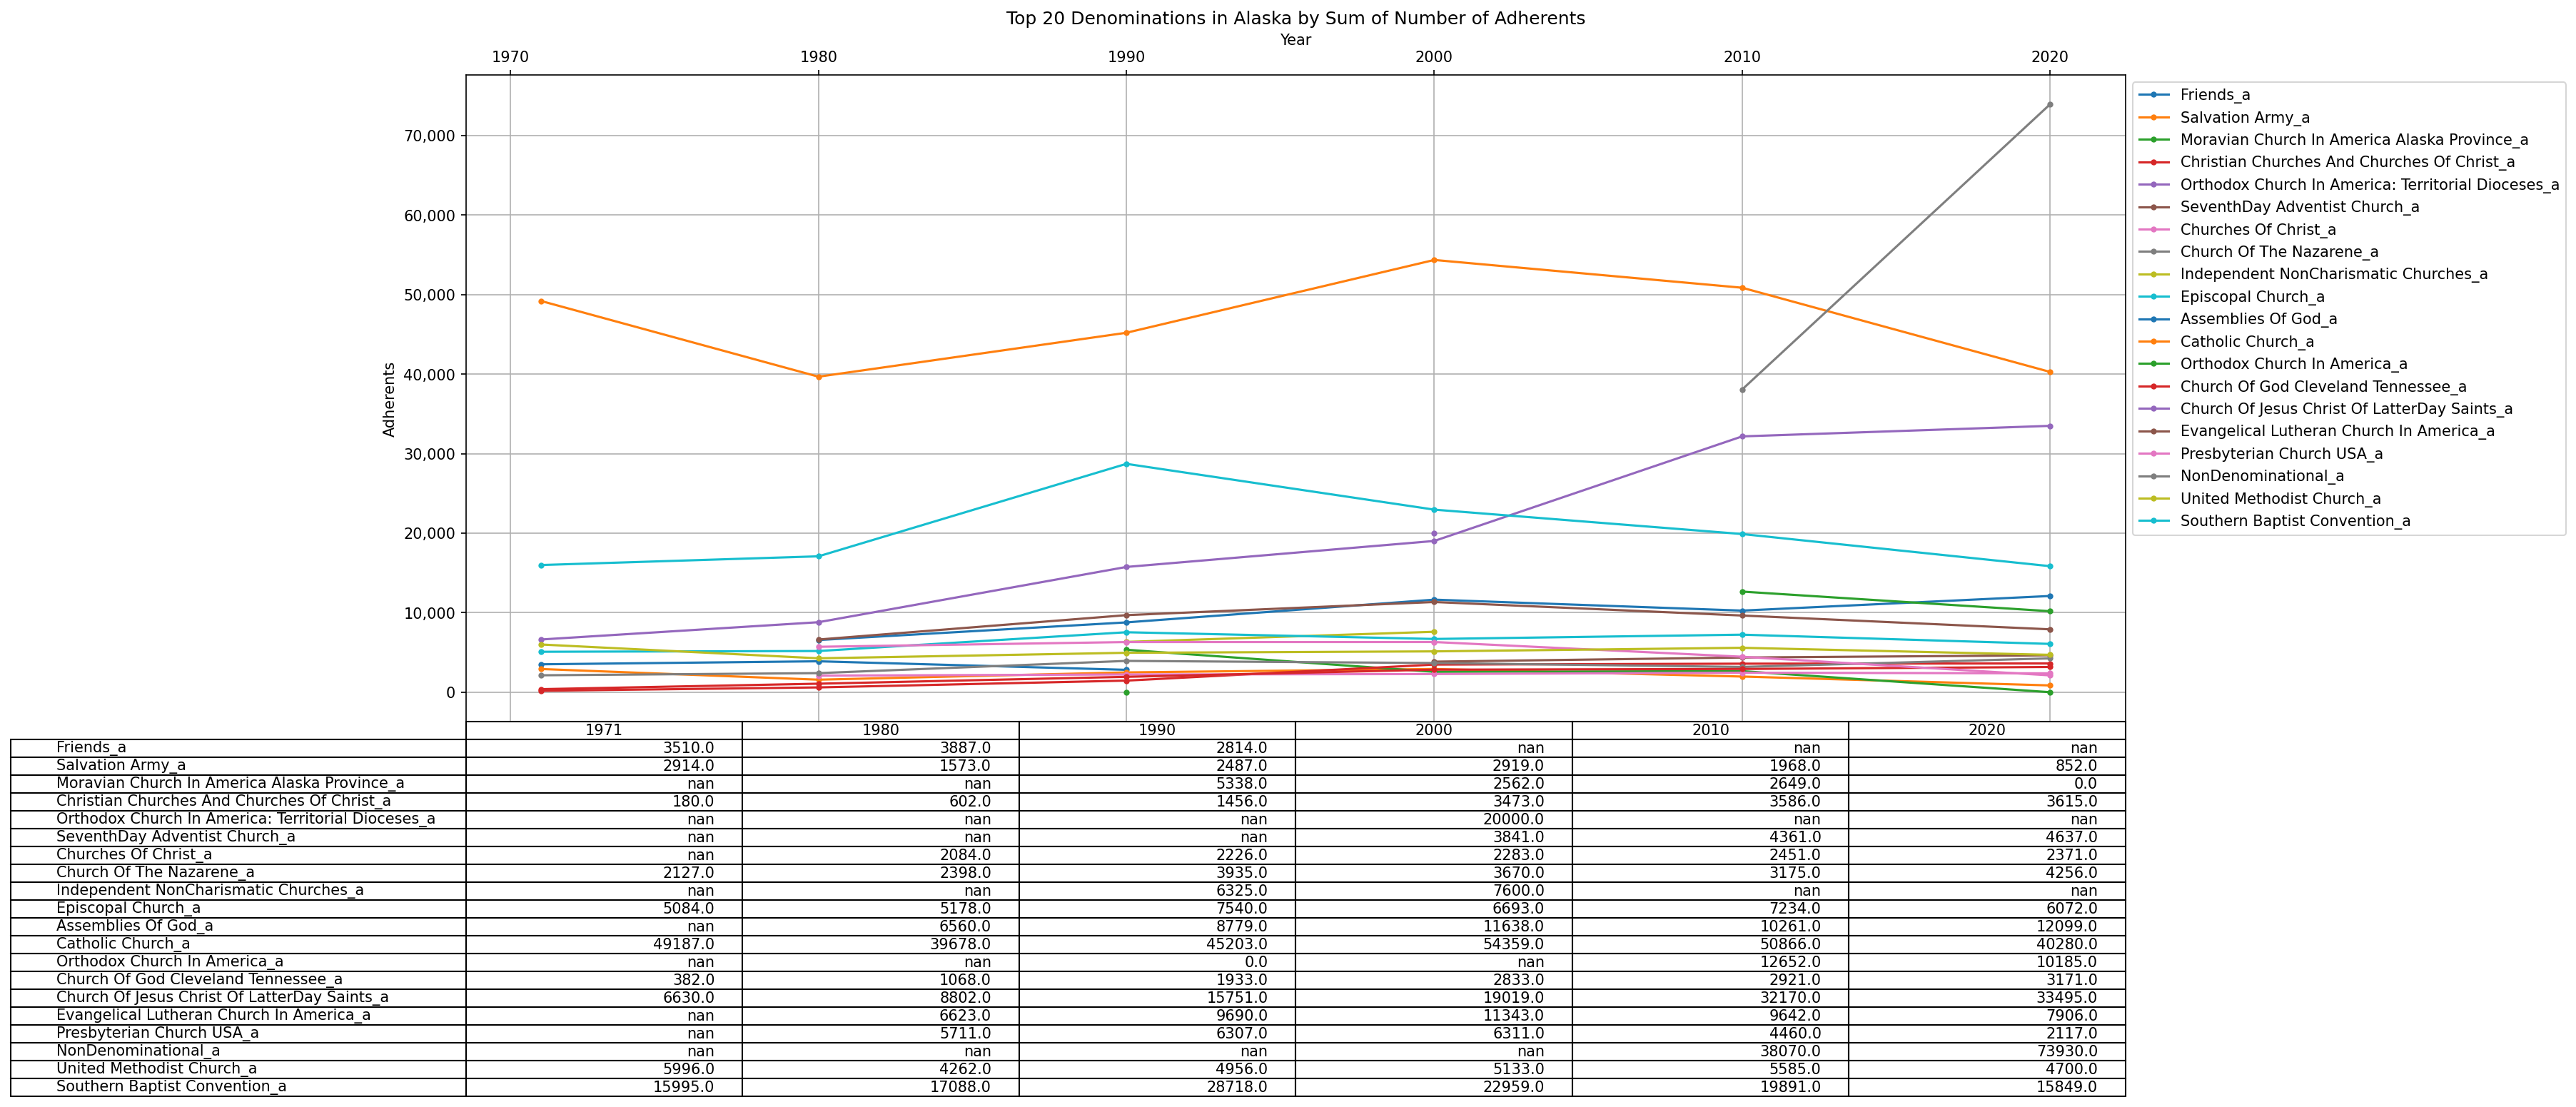 Top 20 Denominations in Alaska by Sum of Number of Adherents
Year
1970 1980 1990 2000 2010 2020
Adherents
70,000
60,000
50,000
40,000
30,000
20,000
10,000
0
Friends_a
Salvation Army_a
Moravian Church In America Alaska Province_a
Christian Churches And Churches Of Christ_a
Orthodox Church In America: Territorial Dioceses_a
SeventhDay Adventist Church_a
Churches Of Christ_a
Church Of The Nazarene_a
Independent NonCharismatic Churches_a
Episcopal Church_a
Assemblies Of God_a
Catholic Church_a
Orthodox Church In America_a
Church Of God Cleveland Tennessee_a
Church Of Jesus Christ Of LatterDay Saints_a
Evangelical Lutheran Church In America_a
Presbyterian Church USA_a
NonDenominational_a
United Methodist Church_a
Southern Baptist Convention_a
1971 1980 1990 2000 2010 2020
Friends_a 3510.0 3887.0 2814.0 nan nan nan
Salvation Army_a 2914.0 1573.0 2487.0 2919.0 1968.0 852.0
Moravian Church In America Alaska Province_a nan nan 5338.0 2562.0 2649.0 0.0
Christian Churches And Churches Of Christ_a 180.0 602.0 1456.0 3473.0 3586.0 3615.0
Orthodox Church In America: Territorial Dioceses_a nan nan nan 20000.0 nan nan
SeventhDay Adventist Church_a nan nan nan 3841.0 4361.0 4637.0
Churches Of Christ_a nan 2084.0 2226.0 2283.0 2451.0 2371.0
Church Of The Nazarene_a 2127.0 2398.0 3935.0 3670.0 3175.0 4256.0
Independent NonCharismatic Churches_a nan nan 6325.0 7600.0 nan nan
Episcopal Church_a 5084.0 5178.0 7540.0 6693.0 7234.0 6072.0
Assemblies Of God_a nan 6560.0 8779.0 11638.0 10261.0 12099.0
Catholic Church_a 49187.0 39678.0 45203.0 54359.0 50866.0 40280.0
Orthodox Church In America_a nan nan 0.0 nan 12652.0 10185.0
Church Of God Cleveland Tennessee_a 382.0 1068.0 1933.0 2833.0 2921.0 3171.0
Church Of Jesus Christ Of LatterDay Saints_a 6630.0 8802.0 15751.0 19019.0 32170.0 33495.0
Evangelical Lutheran Church In America_a nan 6623.0 9690.0 11343.0 9642.0 7906.0
Presbyterian Church USA_a nan 5711.0 6307.0 6311.0 4460.0 2117.0
NonDenominational_a nan nan nan nan 38070.0 73930.0
United Methodist Church_a 5996.0 4262.0 4956.0 5133.0 5585.0 4700.0
Southern Baptist Convention_a 15995.0 17088.0 28718.0 22959.0 19891.0 15849.0